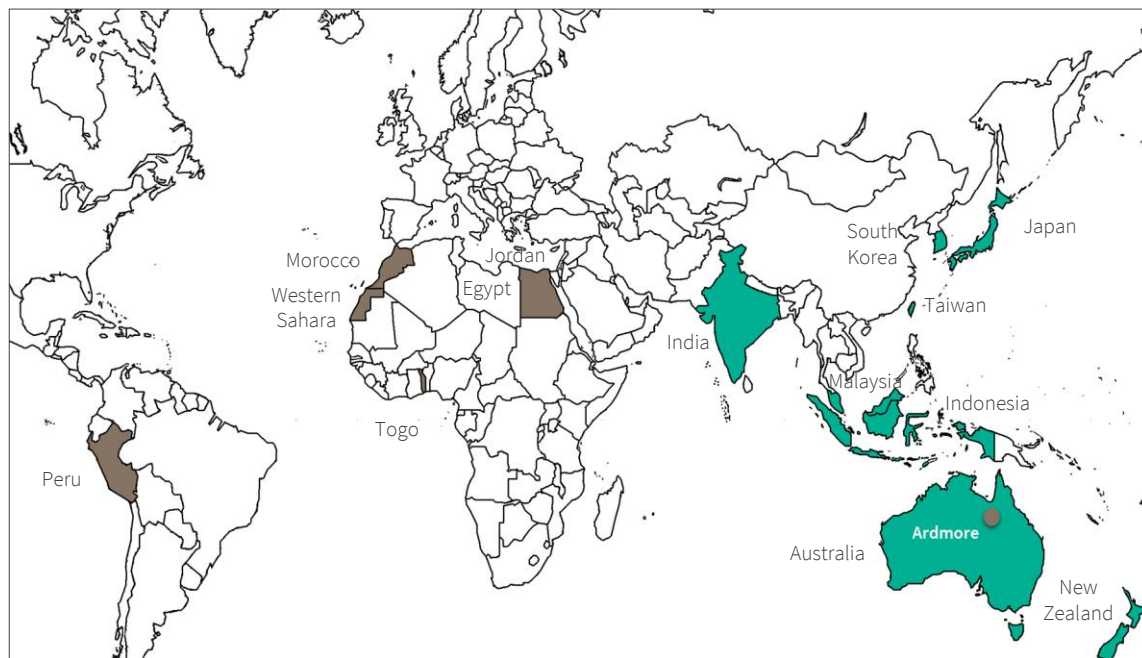 South
Korea
Japan
Morocco
Jordan
Egypt
Western
Sahara
Taiwan
India
Malaysia
Indonesia
Togo
Peru
Ardmore
Australia
New
Zealand